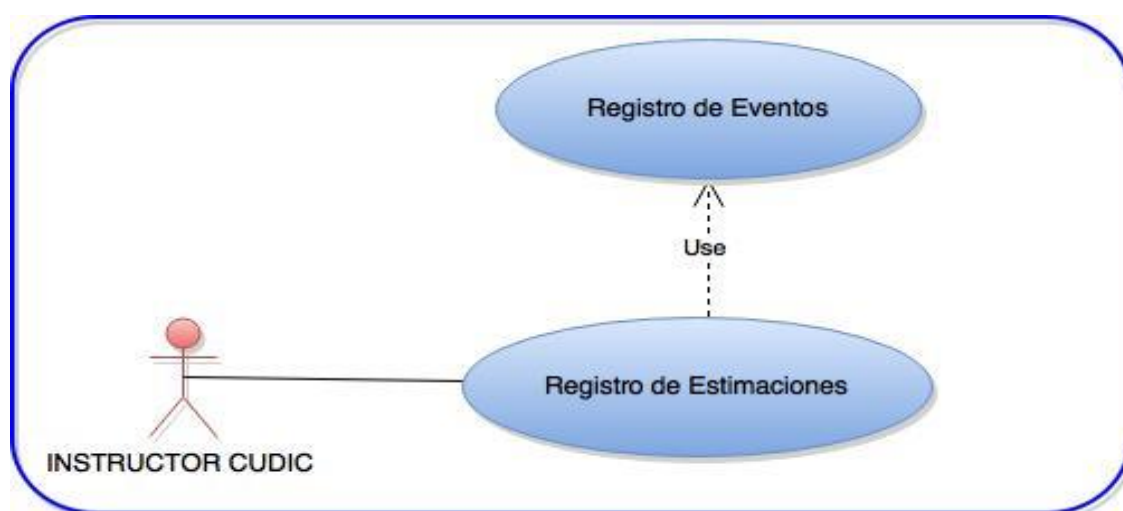 Registro de Eventos
Use
Registro de Estimaciones
INSTRUCTOR CUDIC